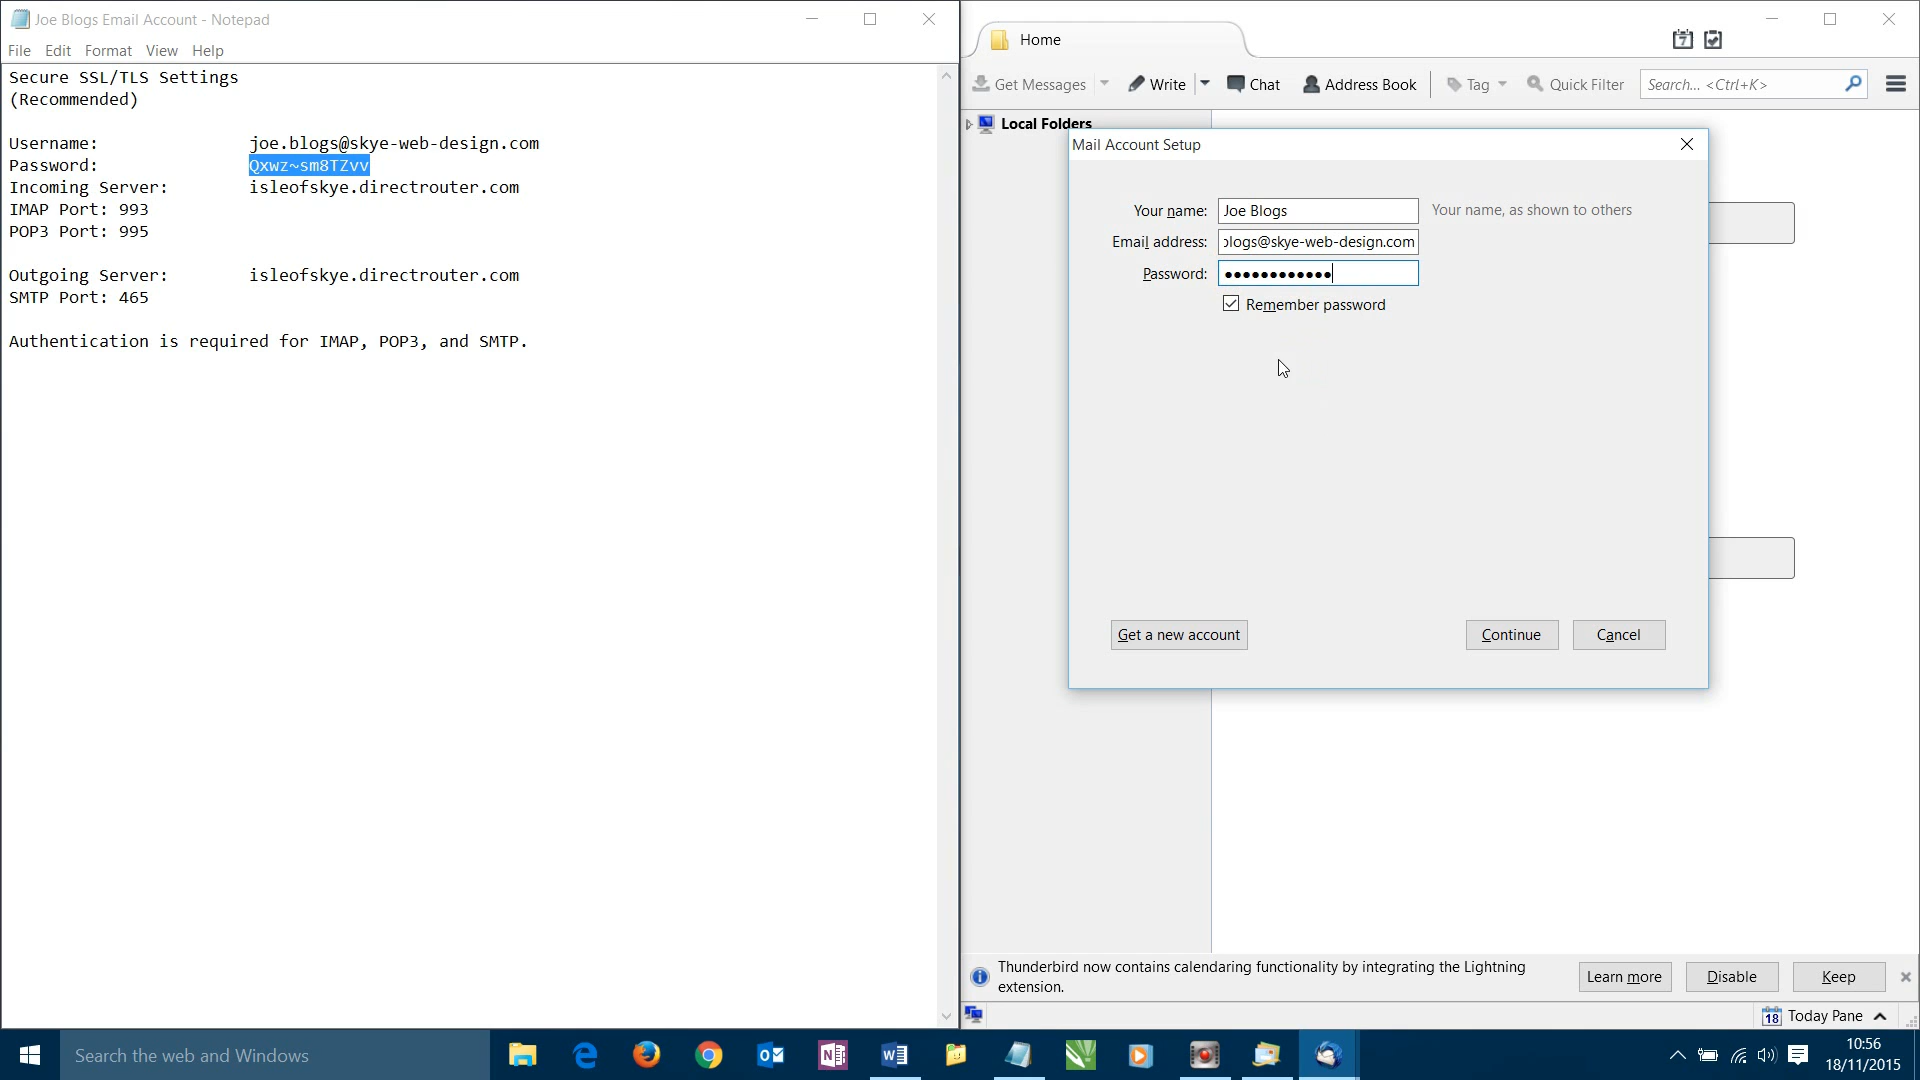 Joe Blogs Email Account - Notepad
File Edit Format View Help
Secure SSL/TLS Settings
(Recommended)
Username: joe.blogs@skye-web-design.com
Password: Qxwz~sm8TZvv
Incoming Server: isleofskye.directrouter.com
IMAP Port: 993
POP3 Port: 995
Outgoing Server: isleofskye.directrouter.com
SMTP Port: 465
Authentication is required for IMAP, POP3, and SMTP.
Home
7
Get Messages Write Chat Address Book Tag Quick Filter Search... <Ctrl+K>
Local Folders
Mail Account Setup
Your name: Joe Blogs Your name, as shown to others
Email address: blogs@skye-web-design.com
Password: ●●●●●●●●●●●●
Remember password
Get a new account Continue Cancel
Thunderbird now contains calendaring functionality by integrating the Lightning
extension.
Learn more Disable Keep
18 Today Pane
Search the web and Windows
10:56
18/11/2015